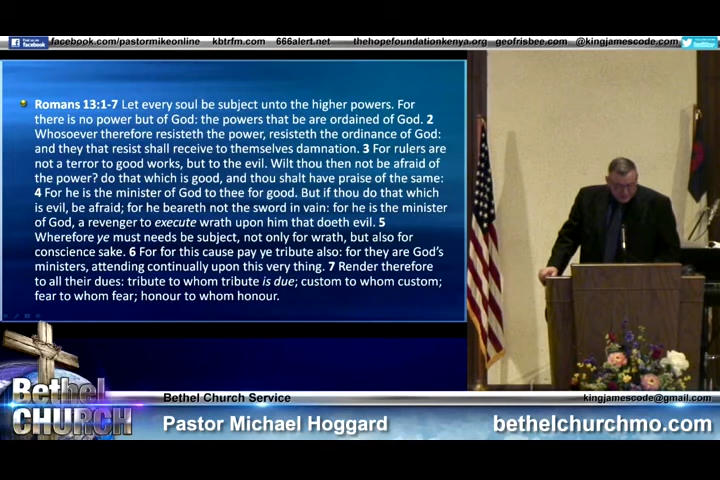 Find us on facebook
facebook.com/pastormikeonline kbtrfm.com 666alert.net thehopefoundationkenya.org geofrisbee.com @kingjamescode.com
Romans 13:1-7 Let every soul be subject unto the higher powers. For
there is no power but of God: the powers that be are ordained of God. 2
Whosoever therefore resisteth the power, resisteth the ordinance of God:
and they that resist shall receive to themselves damnation. 3 For rulers are
not a terror to good works, but to the evil. Wilt thou then not be afraid of
the power? do that which is good, and thou shalt have praise of the same:
4 For he is the minister of God to thee for good. But if thou do that which
is evil, be afraid; for he beareth not the sword in vain: for he is the minister
of God, a revenger to execute wrath upon him that doeth evil. 5
Wherefore ye must needs be subject, not only for wrath, but also for
conscience sake. 6 For for this cause pay ye tribute also: for they are God's
ministers, attending continually upon this very thing. 7 Render therefore
to all their dues: tribute to whom tribute is due; custom to whom custom;
fear to whom fear; honour to whom honour.
Bethel
CHURCH
Bethel Church Service kingjamescode@gmail.com
Pastor Michael Hoggard bethelchurchmo.com